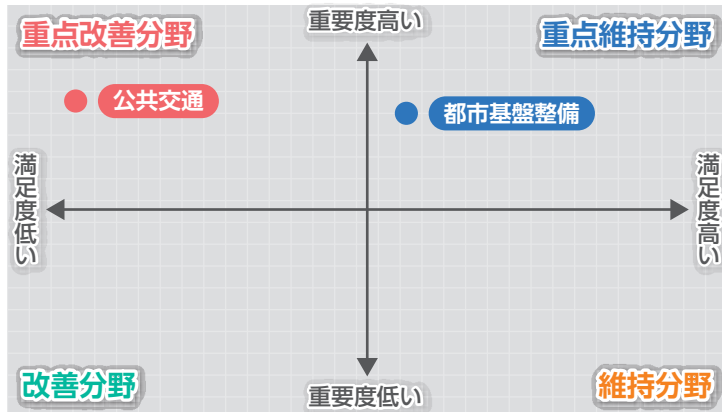 重点改善分野
重要度高い
重点維持分野
公共交通
都市基盤整備
満足度低い
満足度高い
改善分野
重要度低い
維持分野